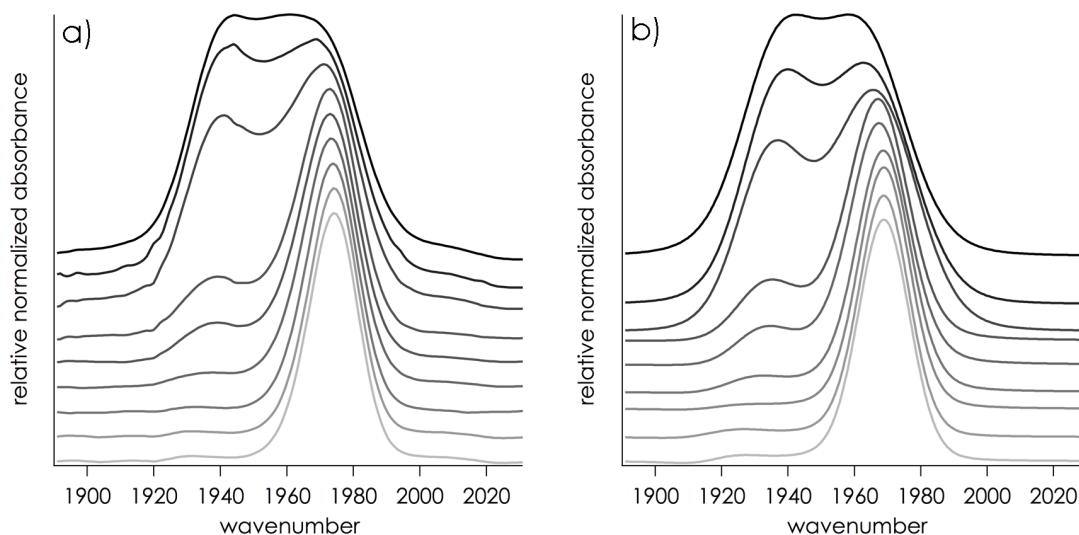 a)
relative normalized absorbance
1900 1920 1940 1960 1980 2000 2020
wavenumber
b)
relative normalized absorbance
1900 1920 1940 1960 1980 2000 2020
wavenumber